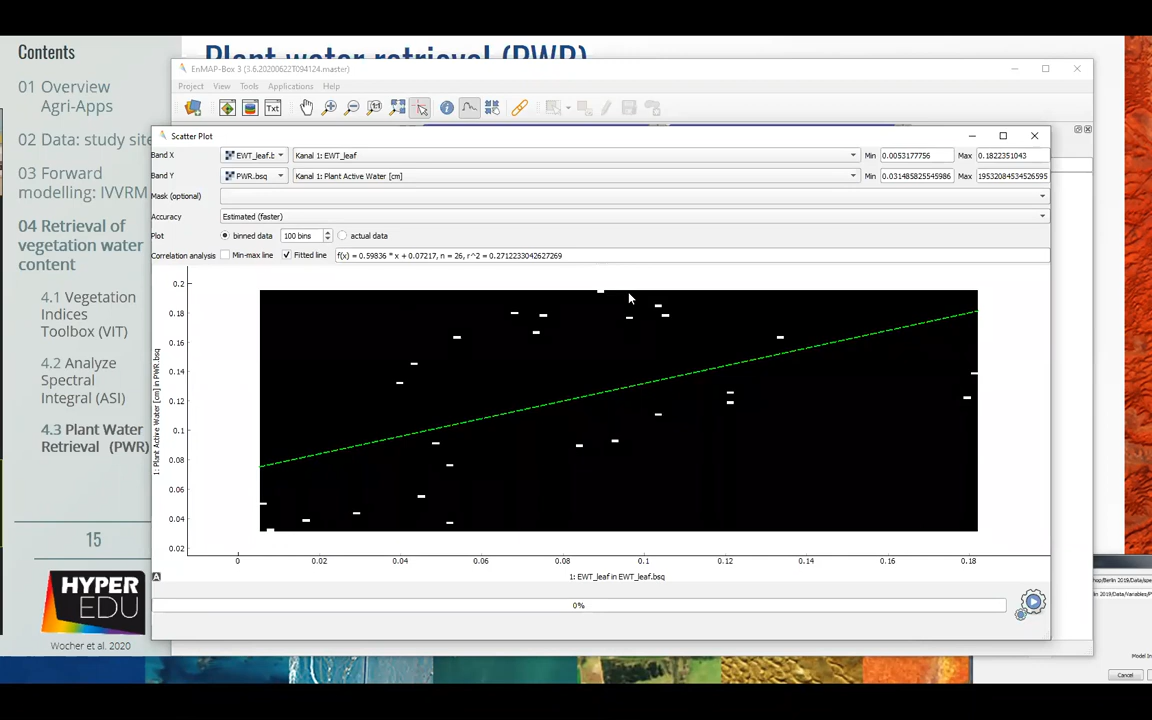 Contents
Plant water retrieval (PWR)
01 Overview
Agri-Apps
02 Data: study site
03 Forward
modelling: IVVRM
04 Retrieval of
vegetation water
content
4.1 Vegetation
Indices
Toolbox (VIT)
4.2 Analyze
Spectral
Integral (ASI)
4.3 Plant Water
Retrieval (PWR)
15
HYPER
EDU
Wocher et al. 2020
EnMAP-Box 3 (3.6.20200622T094124.master)
Project View Tools Applications Help
Txt
Scatter Plot
Band X EWT_leaf.b Kanal 1: EWT_leaf Min 0.0053177756 Max 0.1822351043
Band Y PWR.bsq Kanal 1: Plant Active Water [cm] Min 0.031485825545986 Max 19532084534526595
Mask (optional)
Accuracy Estimated (faster)
Plot binned data 100 bins actual data
Correlation analysis Min-max line Fitted line f(x) = 0.59836 * x + 0.07217, n = 26, r^2 = 0.2712233042627269
0.2
0.18
0.16
0.14
0.12
0.1
0.08
0.06
0.04
0.02
1: Plant Active Water [cm] in PWR.bsq
0 0.02 0.04 0.06 0.08 0.1 0.12 0.14 0.16 0.18
1: EWT_leaf in EWT_leaf.bsq
A
0%
Model In
Cancel